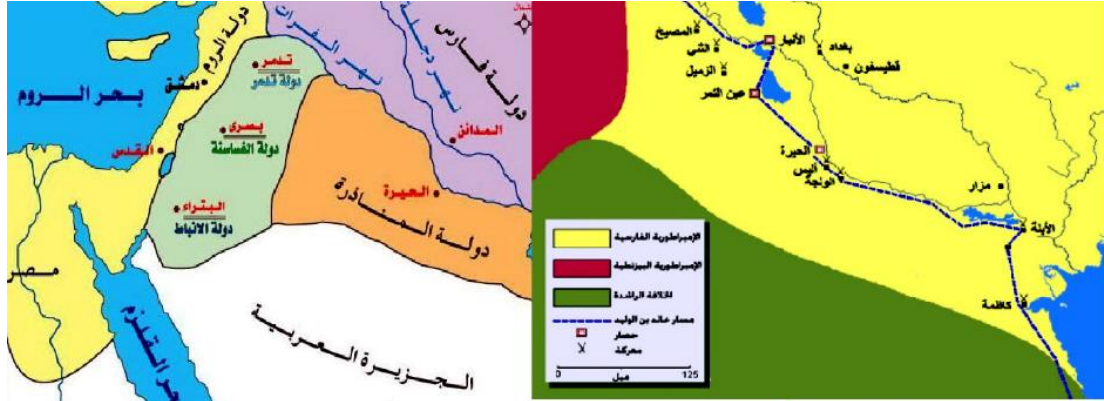 شمال
دولة فارس
نهر الفرات
نهر دجلة
دولة الروم
تدمر
دولة تدمر
دمشق
بحر الروم
بصرى
دولة الغساسنة
القدس
المدائن
الحيرة
دولة المناذرة
البتراء
دولة الانباط
مصر
بحر القلزم
الجزيرة العربية
المصيخ
الأنبار
بغداد
الثني
قطيسفون
الزميل
عين التمر
الحيرة
أليس
الولجة
مزار
الأبلة
كاظمة
الإمبراطورية الفارسية
الإمبراطورية البيزنطية
الخلافة الراشدة
مسار خالد بن الوليد
حصار
معركة
0 ميل 125